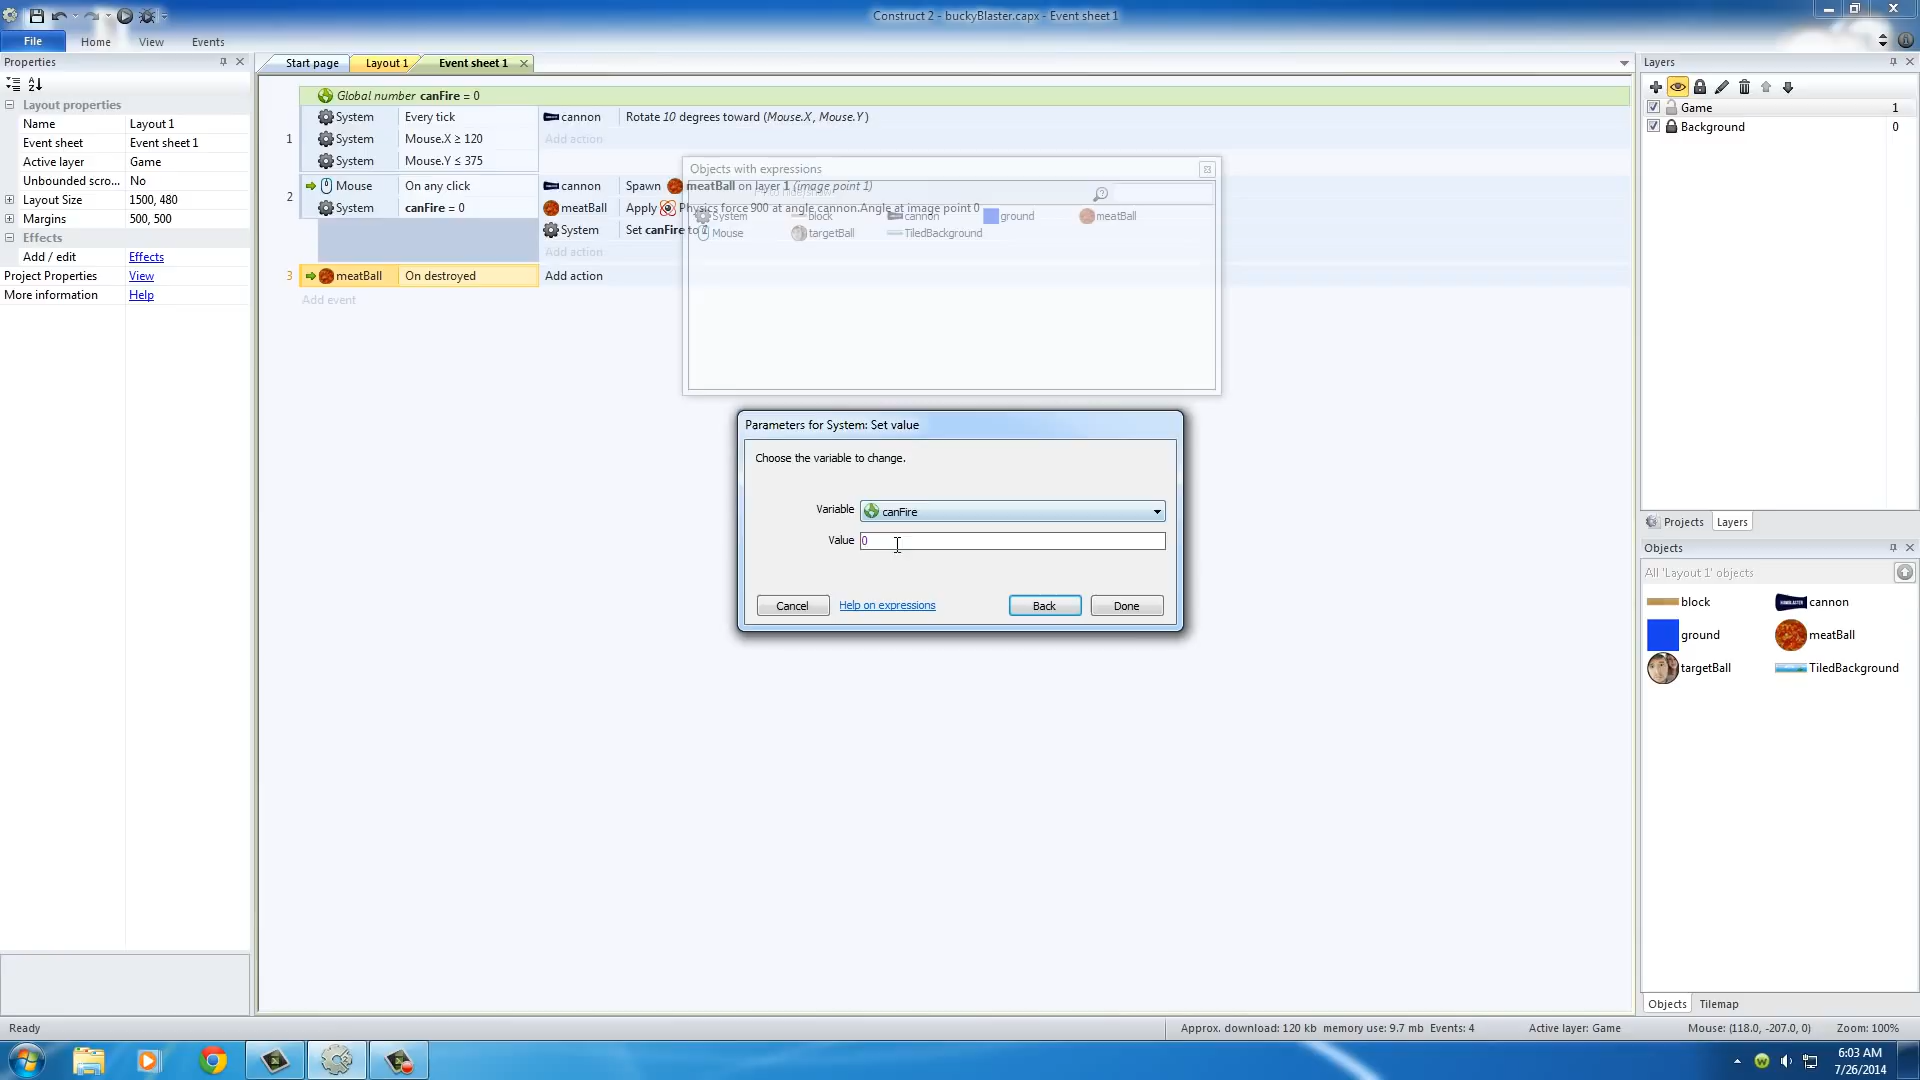 Construct 2 - buckyBlaster.capx - Event sheet 1
File Home View Events
Properties
Layout properties
Name Layout 1
Event sheet Event sheet 1
Active layer Game
Unbounded scro... No
Layout Size 1500, 480
Margins 500, 500
Effects
Add / edit Effects
Project Properties View
More information Help
Start page Layout 1 Event sheet 1
Global number canFire = 0
1
System Every tick cannon Rotate 10 degrees toward (Mouse.X, Mouse.Y)
System Mouse.X ≥ 120 Add action
System Mouse.Y ≤ 375
2
Mouse On any click cannon Spawn meatBall on layer 1 (image point 1)
System canFire = 0 meatBall Apply Physics force 900 at angle cannon.Angle at image point 0
System Set canFire to
Add action
3 meatBall On destroyed Add action
Add event
Objects with expressions
System block cannon ground meatBall
Mouse targetBall TiledBackground
Parameters for System: Set value
Choose the variable to change.
Variable canFire
Value 0
Cancel Help on expressions Back Done
Layers
Game 1
Background 0
Projects Layers
Objects
All 'Layout 1' objects
block cannon
ground meatBall
targetBall TiledBackground
Objects Tilemap
Ready Approx. download: 120 kb memory use: 9.7 mb Events: 4 Active layer: Game Mouse: (118.0, -207.0, 0) Zoom: 100%
6:03 AM
7/26/2014